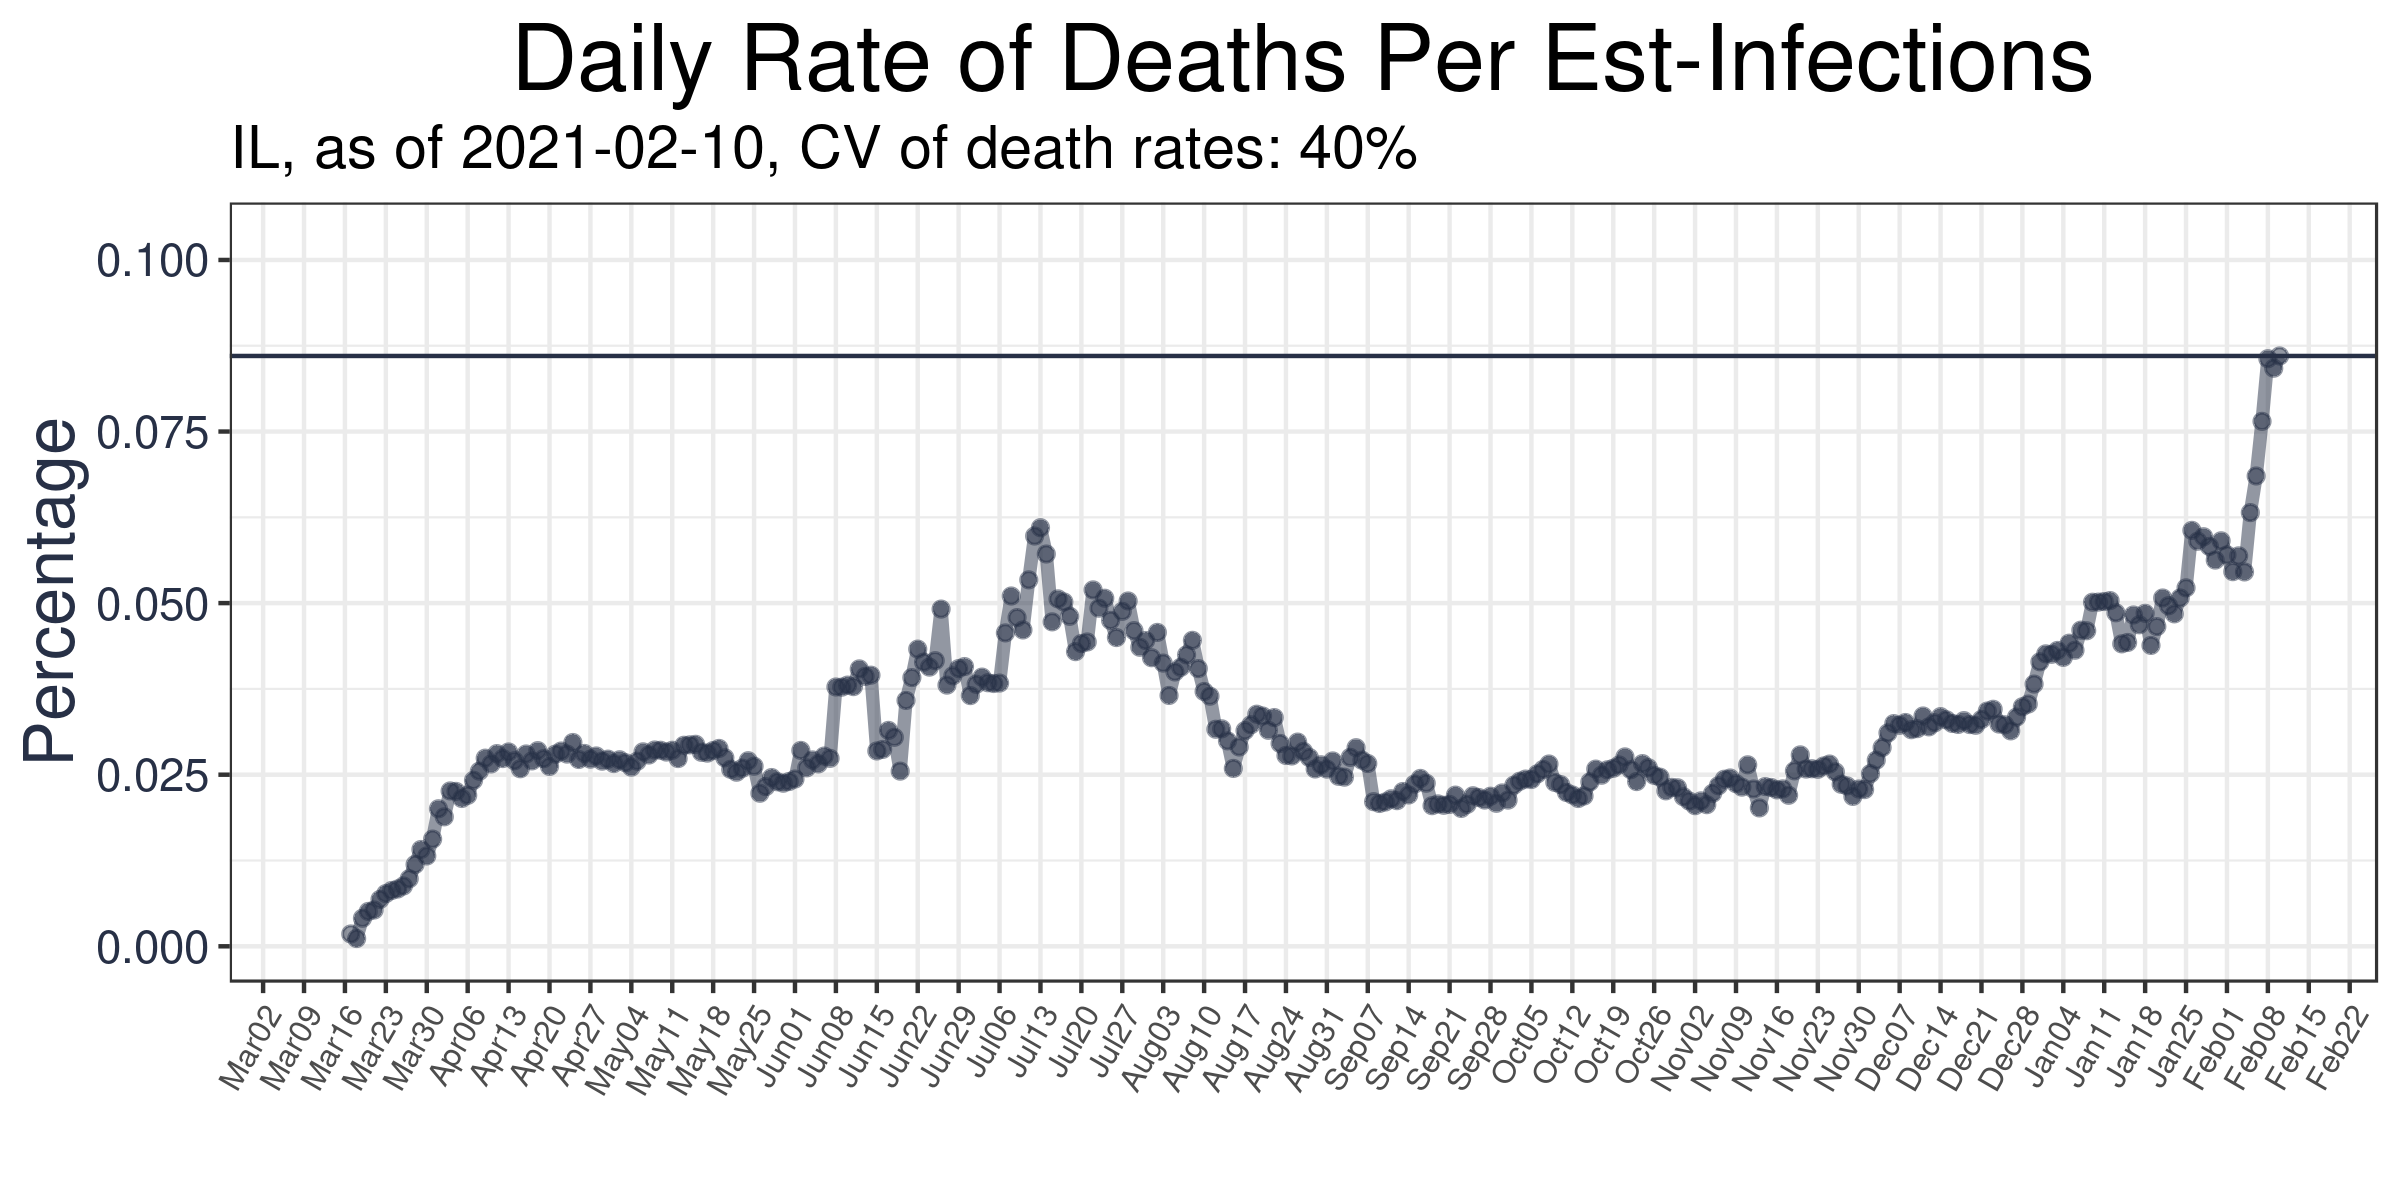 Daily Rate of Deaths Per Est-Infections
IL, as of 2021-02-10, CV of death rates: 40%
Percentage
0.100
0.075
0.050
0.025
0.000
Mar02
Mar09
Mar16
Mar23
Mar30
Apr06
Apr13
Apr20
Apr27
May04
May11
May18
May25
Jun01
Jun08
Jun15
Jun22
Jun29
Jul06
Jul13
Jul20
Jul27
Aug03
Aug10
Aug17
Aug24
Aug31
Sep07
Sep14
Sep21
Sep28
Oct05
Oct12
Oct19
Oct26
Nov02
Nov09
Nov16
Nov23
Nov30
Dec07
Dec14
Dec21
Dec28
Jan04
Jan11
Jan18
Jan25
Feb01
Feb08
Feb15
Feb22